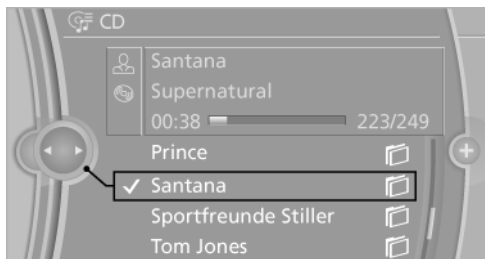 CD
Santana
Supernatural
00:38 223/249
Prince
Santana
Sportfreunde Stiller
Tom Jones